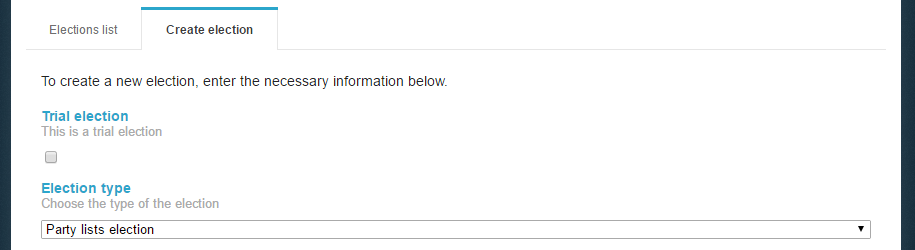 Elections list
Create election
To create a new election, enter the necessary information below.
Trial election
This is a trial election
Election type
Choose the type of the election
Party lists election